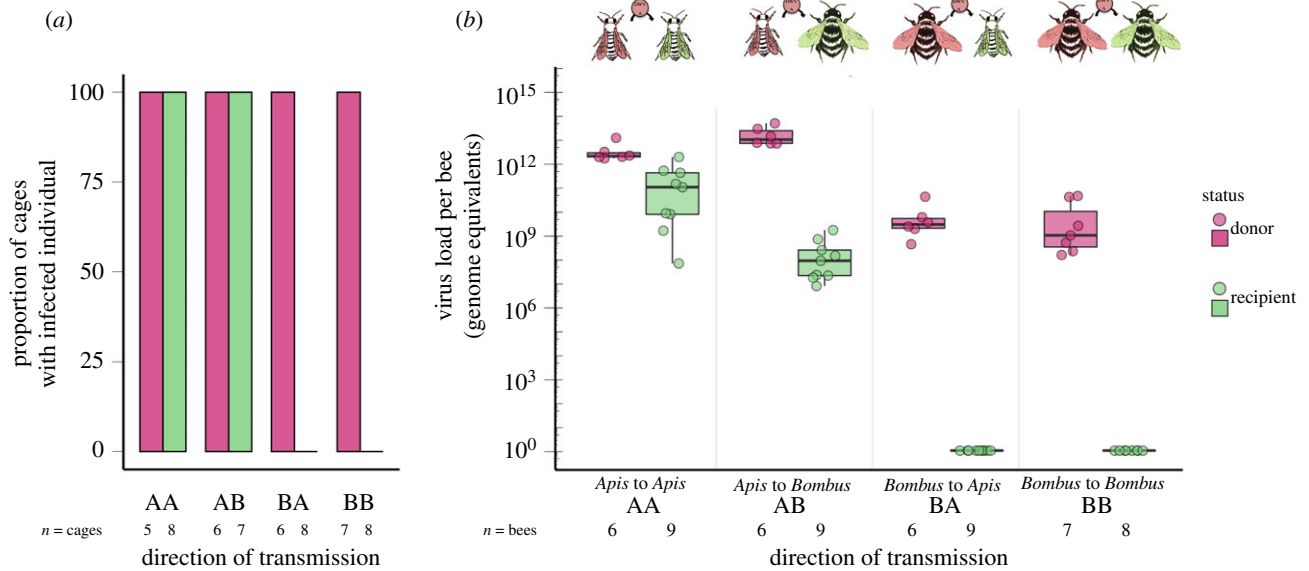 (a)
proportion of cages
with infected individual
100
75
50
25
0
AA AB BA BB
n = cages 5 8 6 7 6 8 7 8
direction of transmission
(b)
virus load per bee
(genome equivalents)
10^15
10^12
10^9
10^6
10^3
10^0
Apis to Apis Apis to Bombus Bombus to Apis Bombus to Bombus
AA AB BA BB
n = bees 6 9 6 9 6 9 7 8
direction of transmission
status
donor
recipient